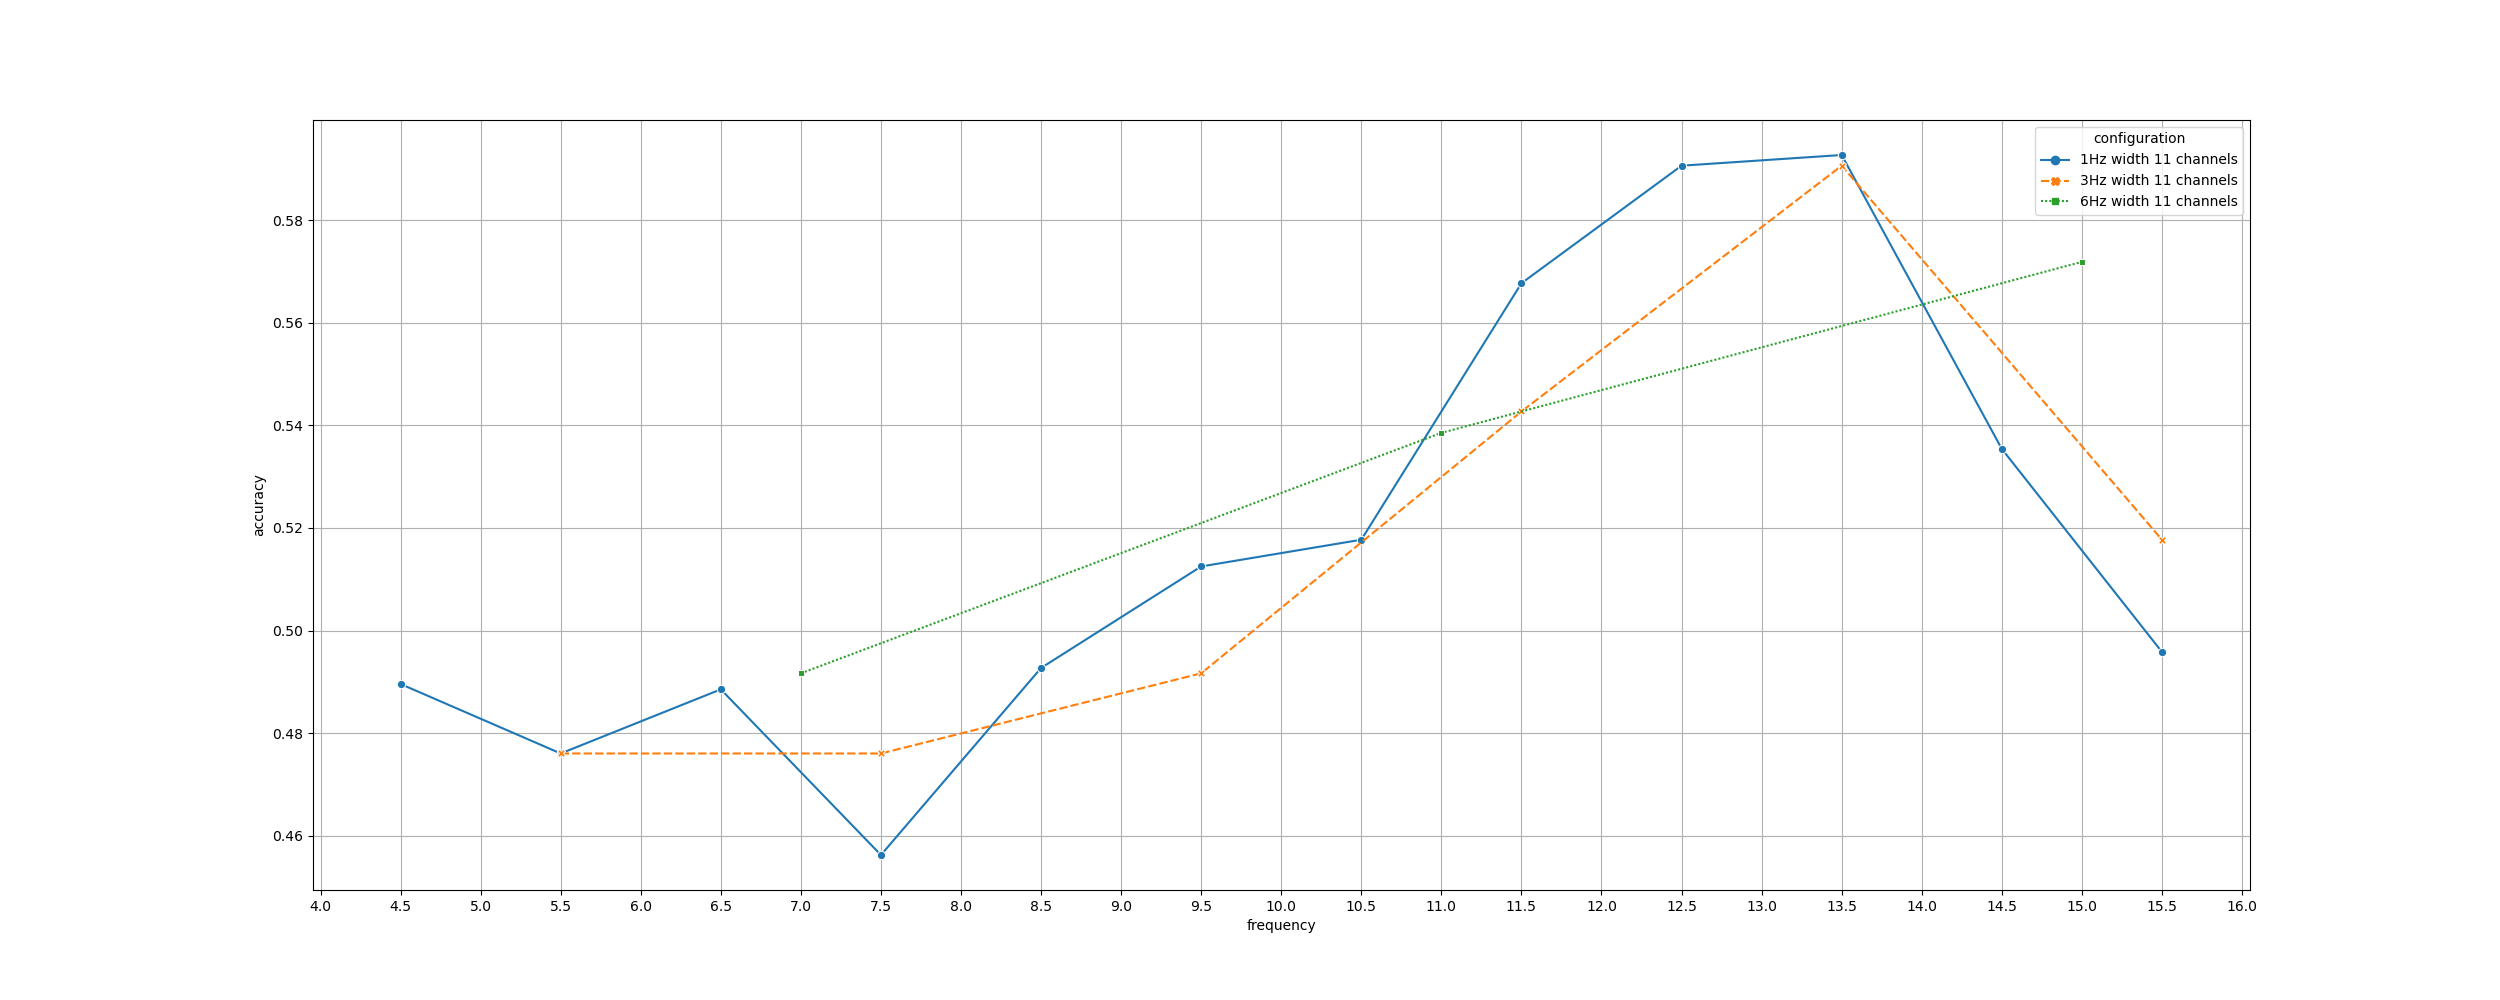 configuration
1Hz width 11 channels
3Hz width 11 channels
6Hz width 11 channels
0.58
0.56
0.54
0.52
0.50
0.48
0.46
accuracy
4.0 4.5 5.0 5.5 6.0 6.5 7.0 7.5 8.0 8.5 9.0 9.5 10.0 10.5 11.0 11.5 12.0 12.5 13.0 13.5 14.0 14.5 15.0 15.5 16.0
frequency